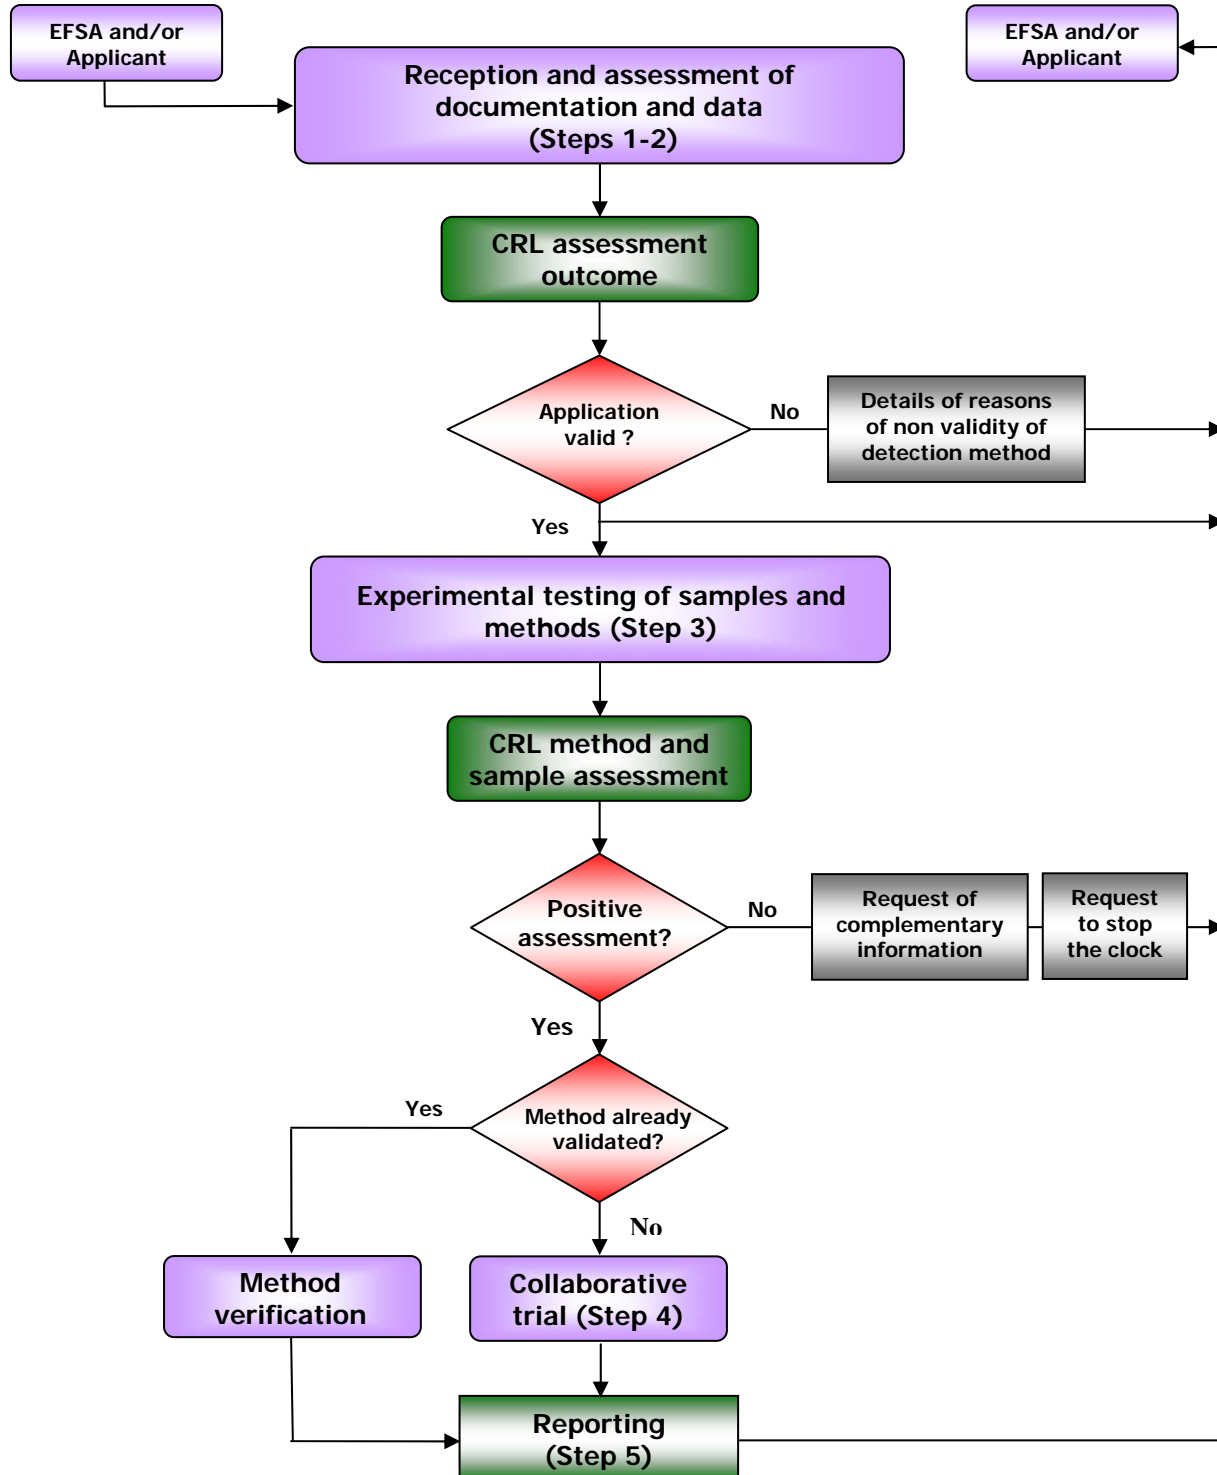 EFSA and/or
Applicant
EFSA and/or
Applicant
Reception and assessment of
documentation and data
(Steps 1-2)
CRL assessment
outcome
Application
valid ?
No
Details of reasons
of non validity of
detection method
Yes
Experimental testing of samples and
methods (Step 3)
CRL method and
sample assessment
Positive
assessment?
No
Request of
complementary
information
Request
to stop
the clock
Yes
Method already
validated?
Yes
No
Method
verification
Collaborative
trial (Step 4)
Reporting
(Step 5)